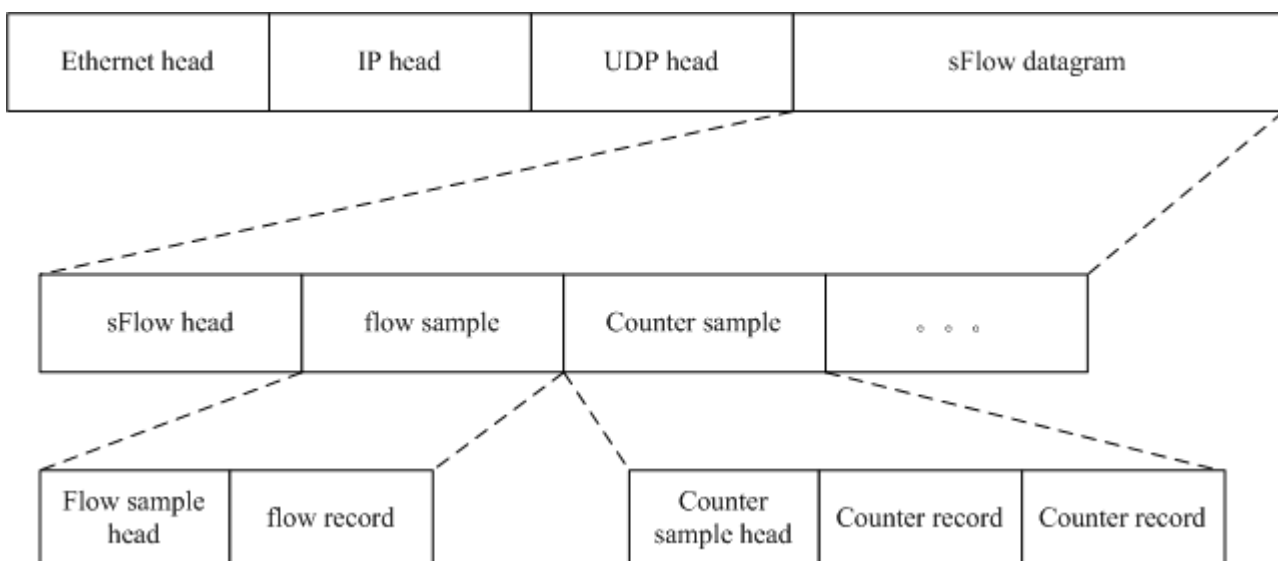 Ethernet head
IP head
UDP head
sFlow datagram
sFlow head
flow sample
Counter sample
。。。
Flow sample
head
flow record
Counter
sample head
Counter record
Counter record